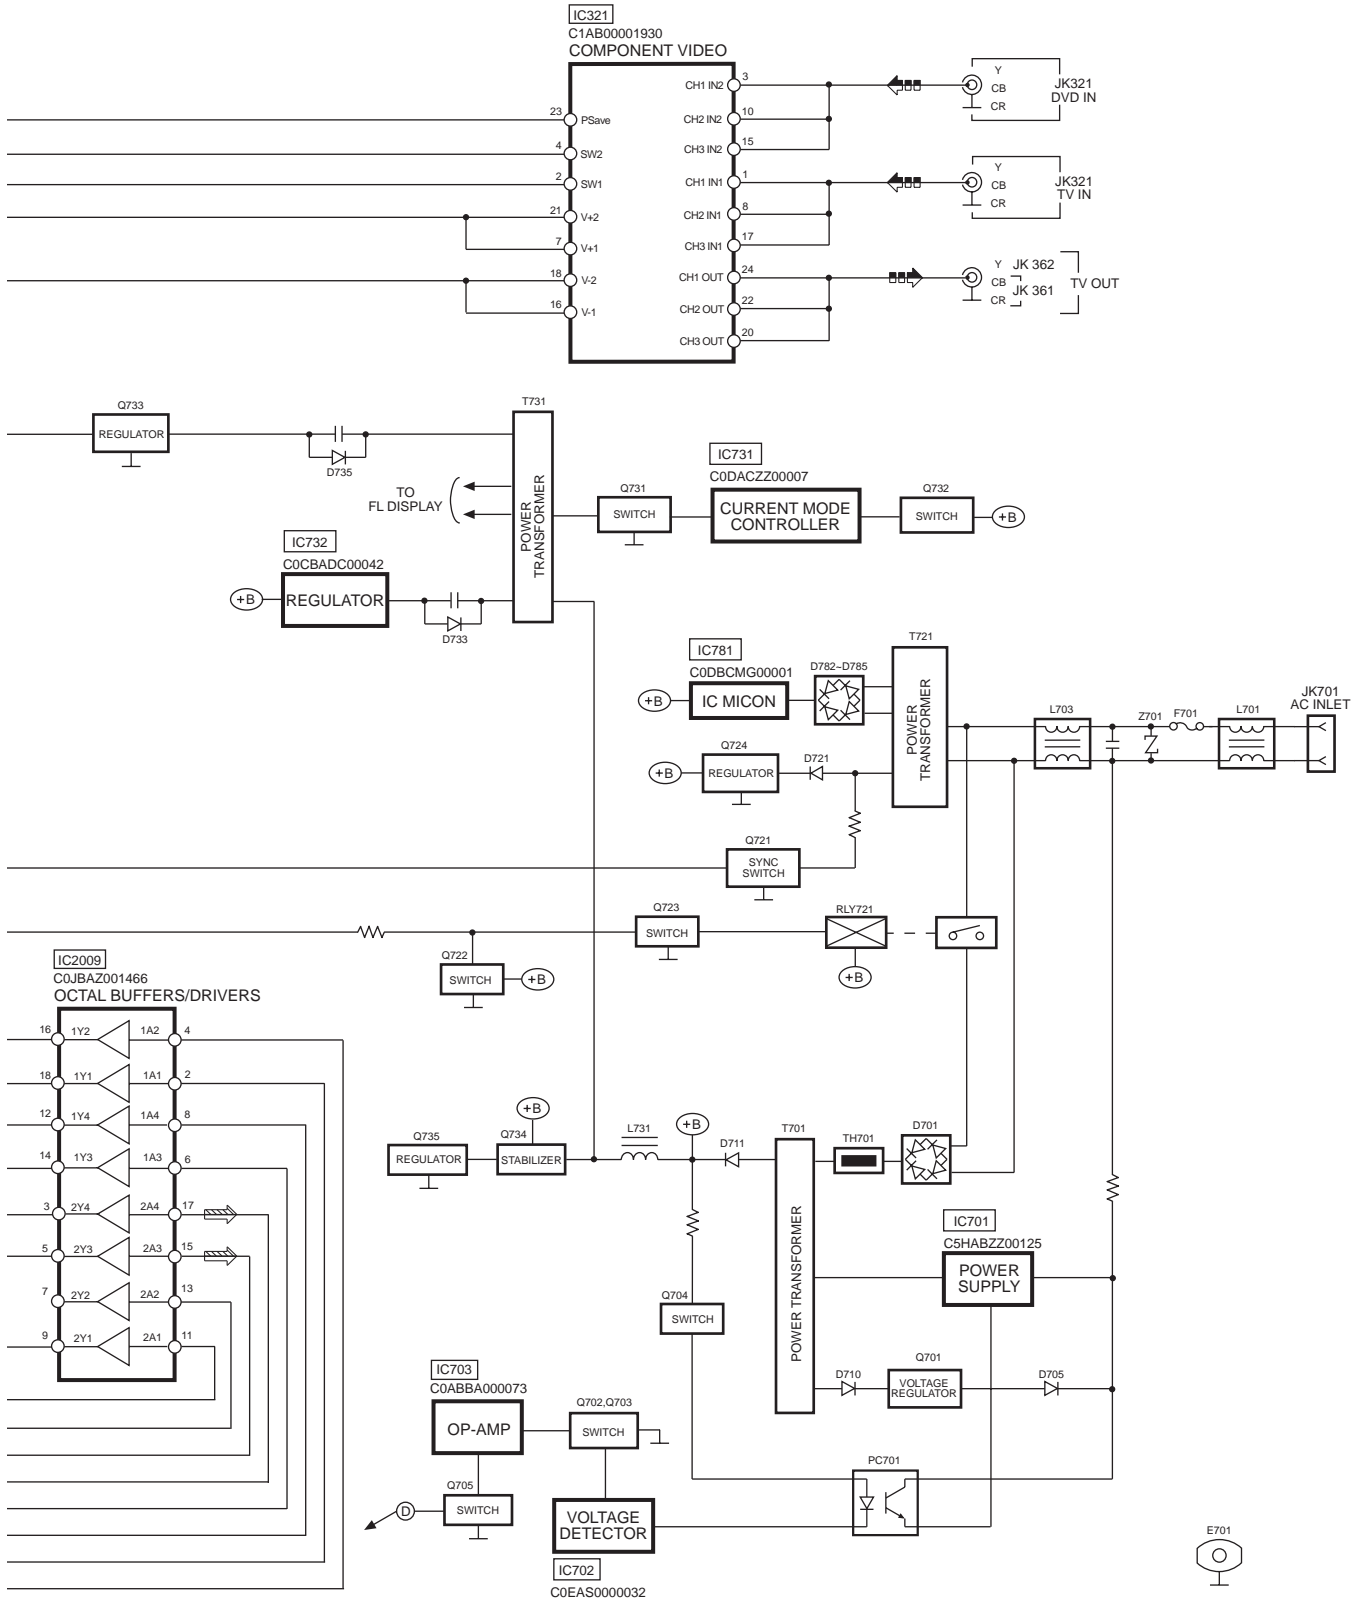 IC321
C1AB00001930
COMPONENT VIDEO
23
PSave
4
SW2
2
SW1
21
V+2
7
V+1
18
V-2
16
V-1
CH1 IN2
3
CH2 IN2
10
CH3 IN2
15
CH1 IN1
1
CH2 IN1
8
CH3 IN1
17
CH1 OUT
24
CH2 OUT
22
CH3 OUT
20
Y
CB
CR
JK321
DVD IN
Y
CB
CR
JK321
TV IN
Y
CB
CR
JK 362
JK 361
TV OUT
Q733
REGULATOR
D735
T731
POWER
TRANSFORMER
TO
FL DISPLAY
Q731
SWITCH
IC731
C0DACZZ00007
CURRENT MODE
CONTROLLER
Q732
SWITCH
+B
IC732
C0CBADC00042
+B
REGULATOR
D733
IC781
C0DBCMG00001
+B
IC MICON
D782~D785
T721
POWER
TRANSFORMER
L703
Z701
F701
L701
JK701
AC INLET
Q724
+B
REGULATOR
D721
Q721
SYNC
SWITCH
Q723
SWITCH
RLY721
+B
Q722
SWITCH
+B
IC2009
C0JBAZ001466
OCTAL BUFFERS/DRIVERS
16
1Y2
1A2
4
18
1Y1
1A1
2
12
1Y4
1A4
8
14
1Y3
1A3
6
3
2Y4
2A4
17
5
2Y3
2A3
15
7
2Y2
2A2
13
9
2Y1
2A1
11
+B
Q735
REGULATOR
Q734
STABILIZER
L731
+B
D711
T701
POWER TRANSFORMER
TH701
D701
IC701
C5HABZZ00125
POWER
SUPPLY
Q704
SWITCH
D710
Q701
VOLTAGE
REGULATOR
D705
IC703
C0ABBA000073
OP-AMP
Q702,Q703
SWITCH
PC701
Q705
SWITCH
D
VOLTAGE
DETECTOR
IC702
C0EAS0000032
E701